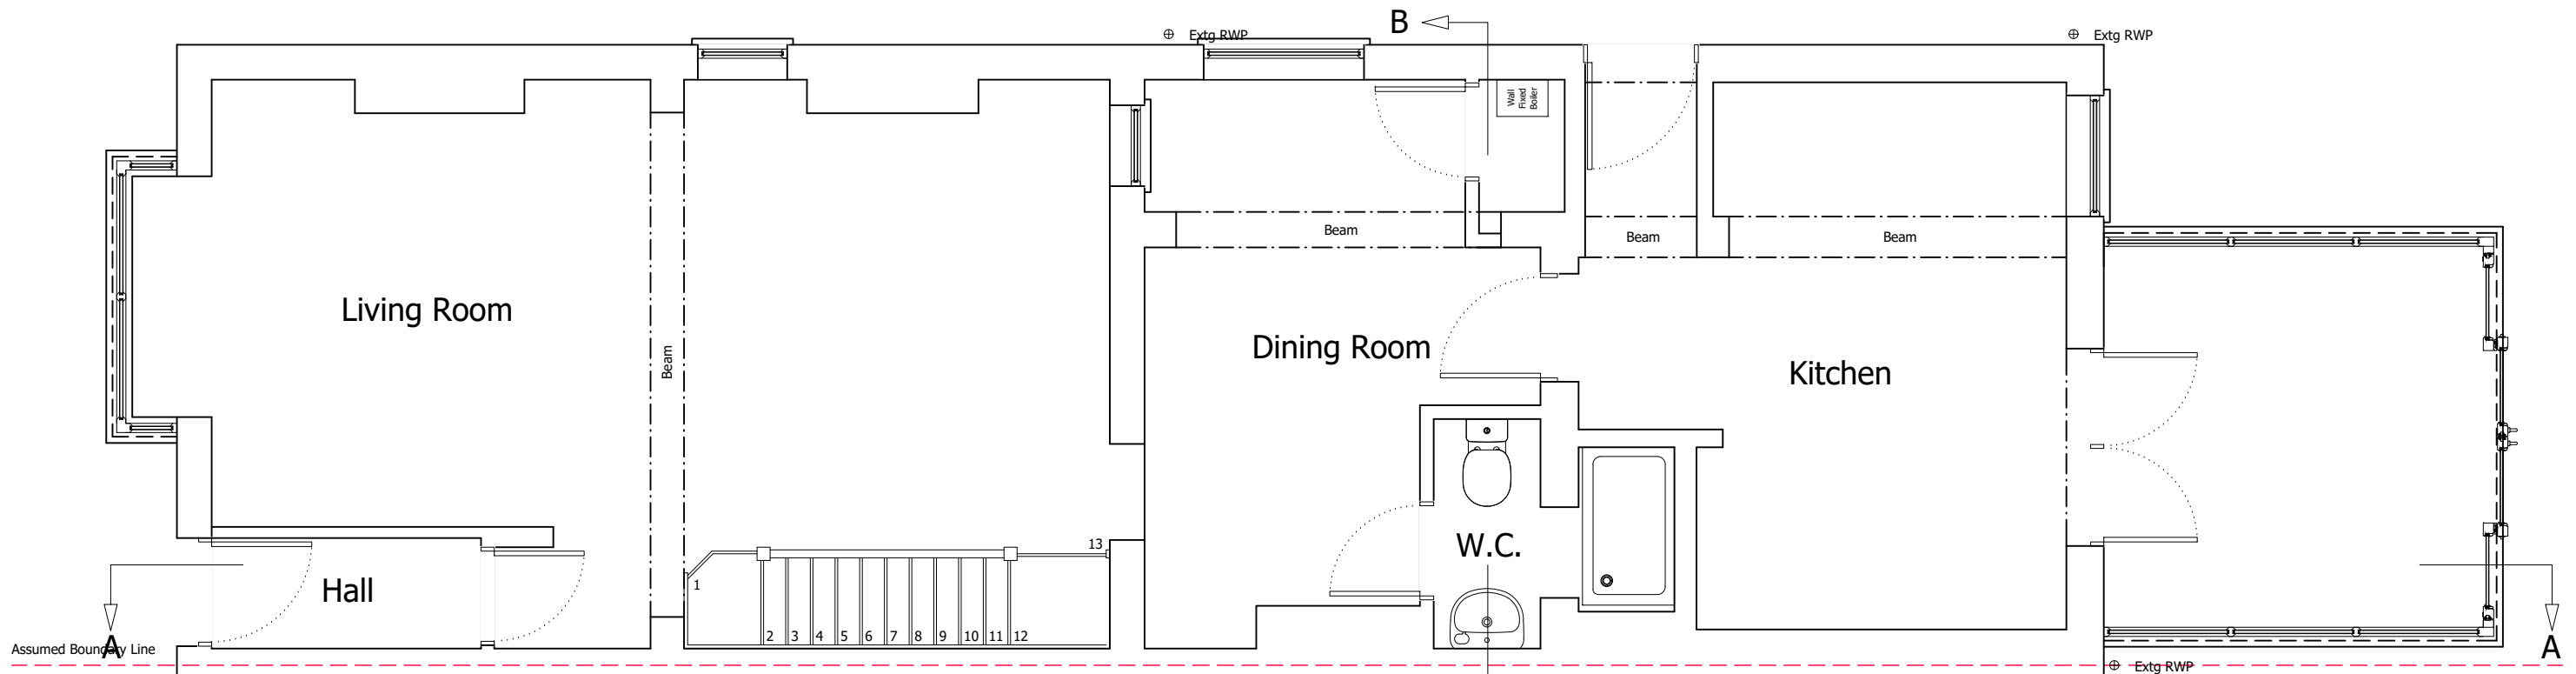 B
Extg RWP
Extg RWP
Wall
Fixed
Boiler
Beam
Beam
Beam
Living Room
Dining Room
Beam
Kitchen
13
W.C.
1
Hall
2 3 4 5 6 7 8 9 10 11 12
A
Assumed Boundary Line
A
Extg RWP